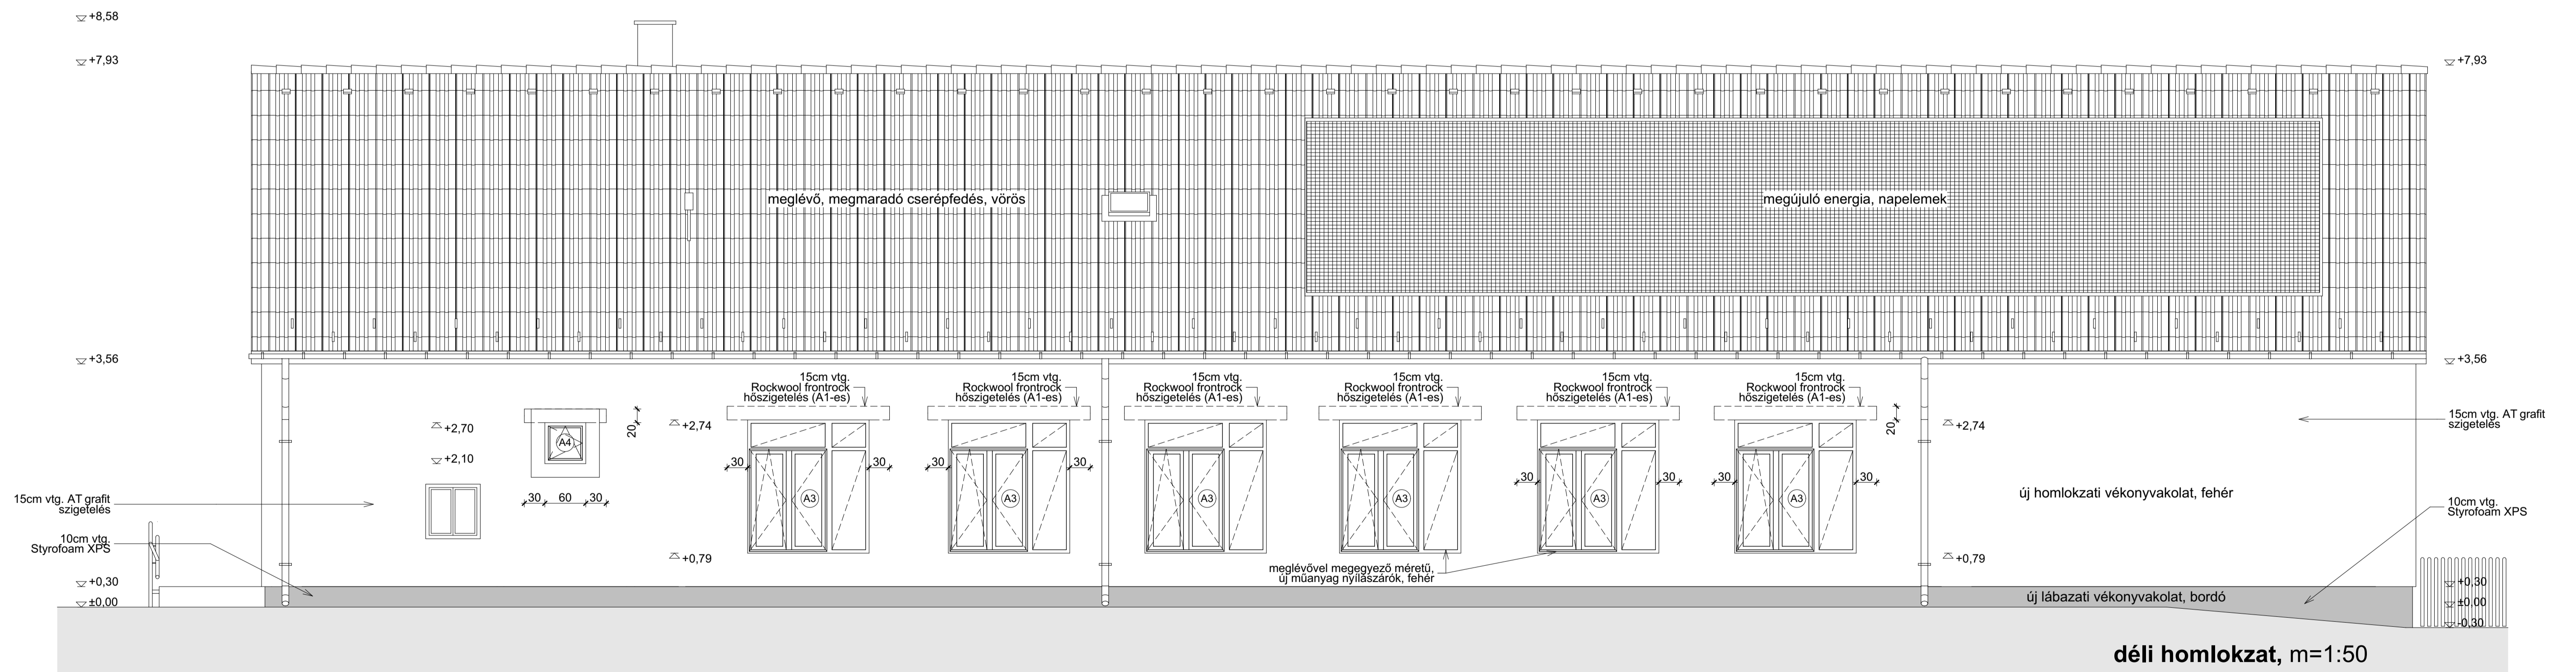 +8,58
+7,93
+7,93
meglévő, megmaradó cserépfedés, vörös
megújuló energia, napelemek
+3,56
+3,56
15cm vtg.
Rockwool frontrock
hőszigetelés (A1-es)
15cm vtg.
Rockwool frontrock
hőszigetelés (A1-es)
15cm vtg.
Rockwool frontrock
hőszigetelés (A1-es)
15cm vtg.
Rockwool frontrock
hőszigetelés (A1-es)
15cm vtg.
Rockwool frontrock
hőszigetelés (A1-es)
15cm vtg.
Rockwool frontrock
hőszigetelés (A1-es)
+2,70
+2,10
A4
20
+2,74
20
+2,74
15cm vtg. AT grafit
szigetelés
30
30
30
30
30
30
30
30
30 60 30
A3
A3
A3
A3
A3
A3
15cm vtg. AT grafit
szigetelés
új homlokzati vékonyvakolat, fehér
10cm vtg.
Styrofoam XPS
10cm vtg.
Styrofoam XPS
+0,79
+0,79
meglévővel megegyező méretű,
új műanyag nyílászárók, fehér
+0,30
±0,00
új lábazati vékonyvakolat, bordó
+0,30
±0,00
-0,30
déli homlokzat, m=1:50